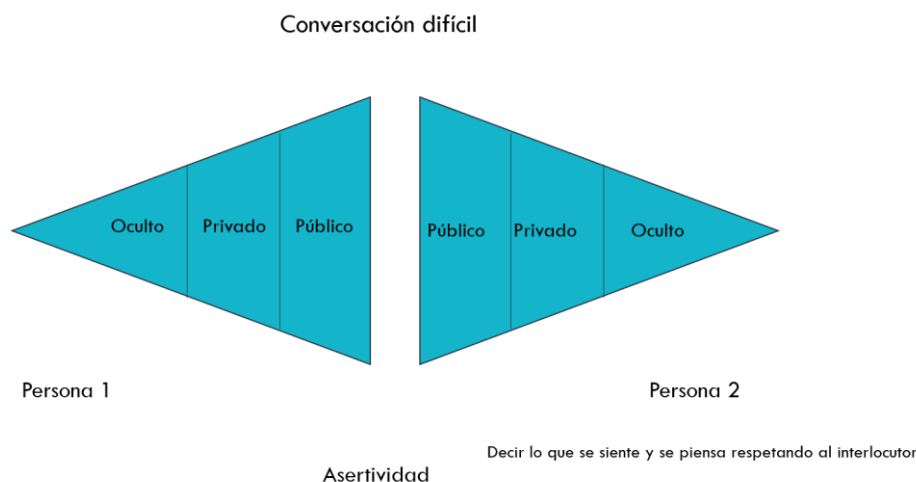 Conversación difícil
Oculto Privado Público
Público Privado Oculto
Persona 1
Persona 2
Decir lo que se siente y se piensa respetando al interlocutor
Asertividad